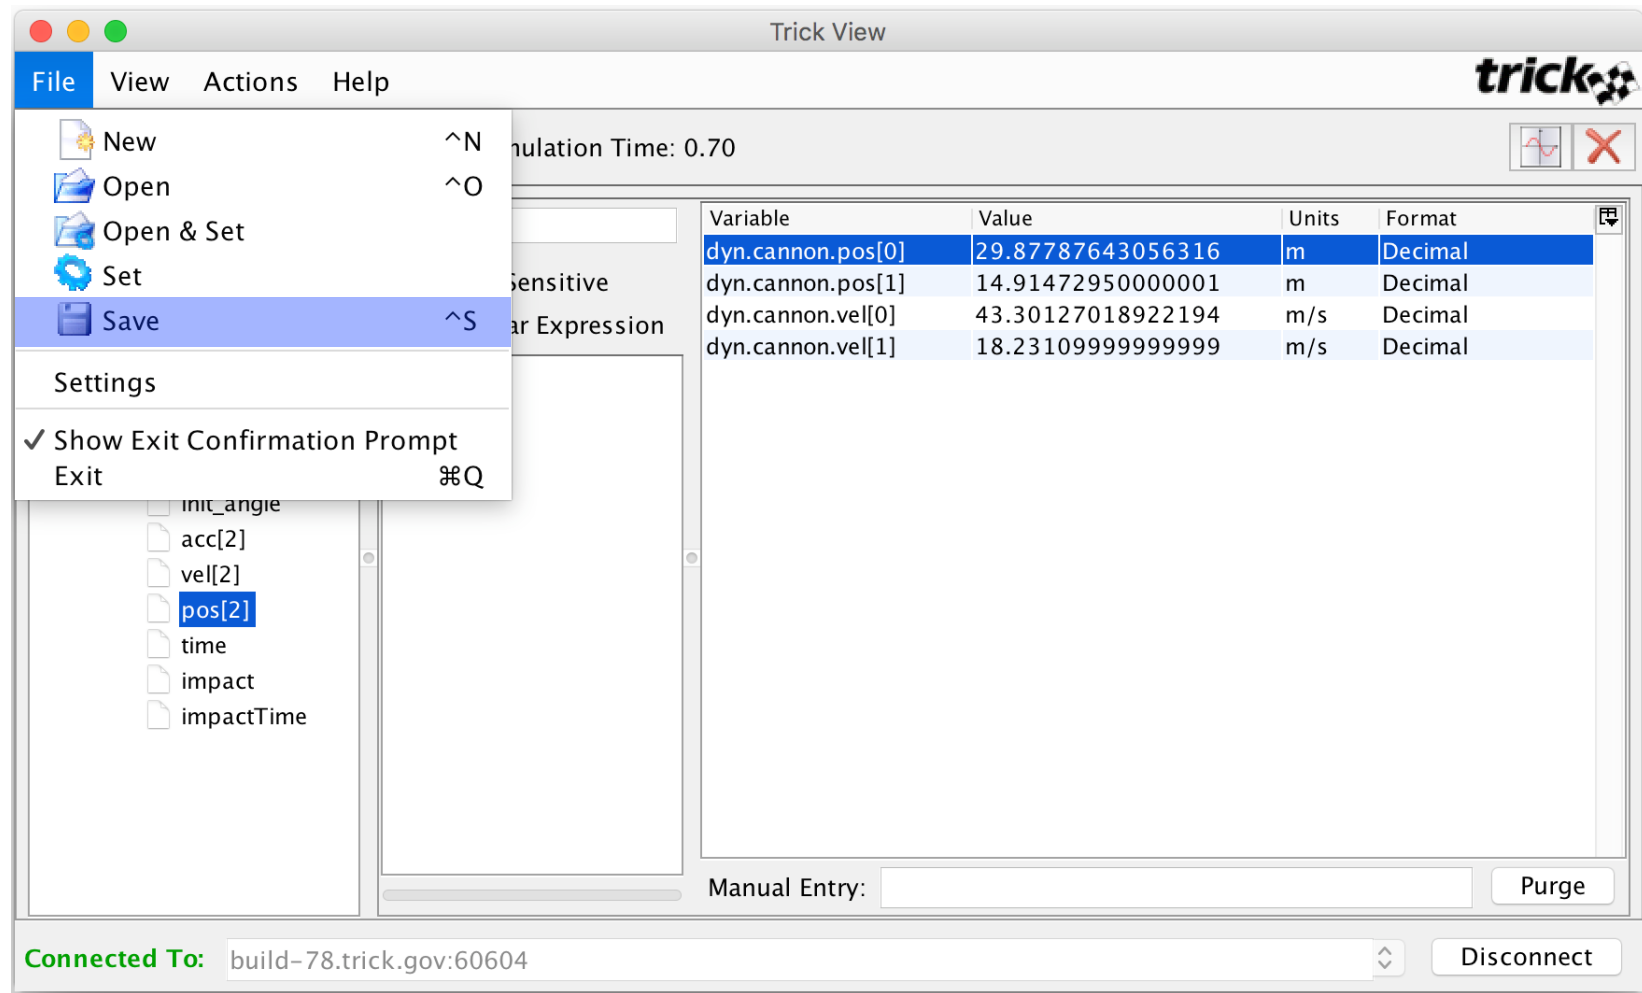 Trick View
File View Actions Help
trick
New ^N
Open ^O
Open & Set
Set
Save ^S
Settings
✓ Show Exit Confirmation Prompt
Exit ⌘Q
Time: 0.70
Sensitive
Expression
Variable Value Units Format
dyn.cannon.pos[0] 29.87787643056316 m Decimal
dyn.cannon.pos[1] 14.91472950000001 m Decimal
dyn.cannon.vel[0] 43.30127018922194 m/s Decimal
dyn.cannon.vel[1] 18.23109999999999 m/s Decimal
init_angle
acc[2]
vel[2]
pos[2]
time
impact
impactTime
Manual Entry:
Purge
Connected To: build-78.trick.gov:60604
Disconnect